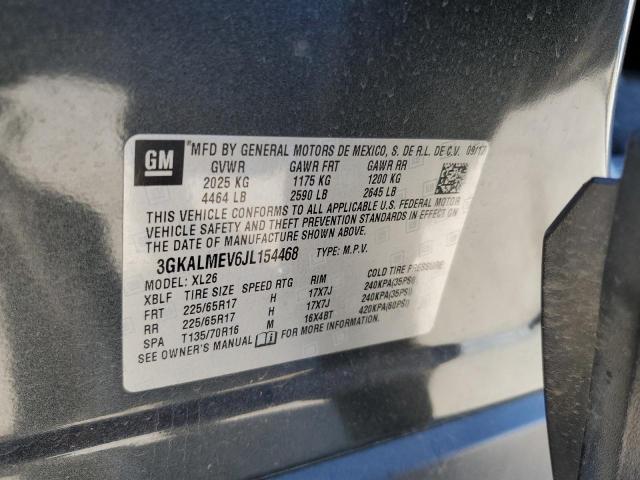 GM
MFD BY GENERAL MOTORS DE MEXICO, S. DE R.L. DE C.V. 09/17
GVWR GAWR FRT GAWR RR
2025 KG 1175 KG 1200 KG
4464 LB 2590 LB 2645 LB
THIS VEHICLE CONFORMS TO ALL APPLICABLE U.S. FEDERAL MOTOR
VEHICLE SAFETY AND THEFT PREVENTION STANDARDS IN EFFECT ON
THE DATE OF MANUFACTURE SHOWN ABOVE.
3GKALMEV6JL154468 TYPE: M.P.V.
MODEL: XL26
XBLF TIRE SIZE SPEED RTG RIM COLD TIRE PRESSURE
FRT 225/65R17 H 17X7J 240KPA(35PSI)
RR 225/65R17 H 17X7J 240KPA(35PSI)
SPA T135/70R16 M 16X4BT 420KPA(60PSI)
SEE OWNER'S MANUAL FOR MORE INFORMATION.